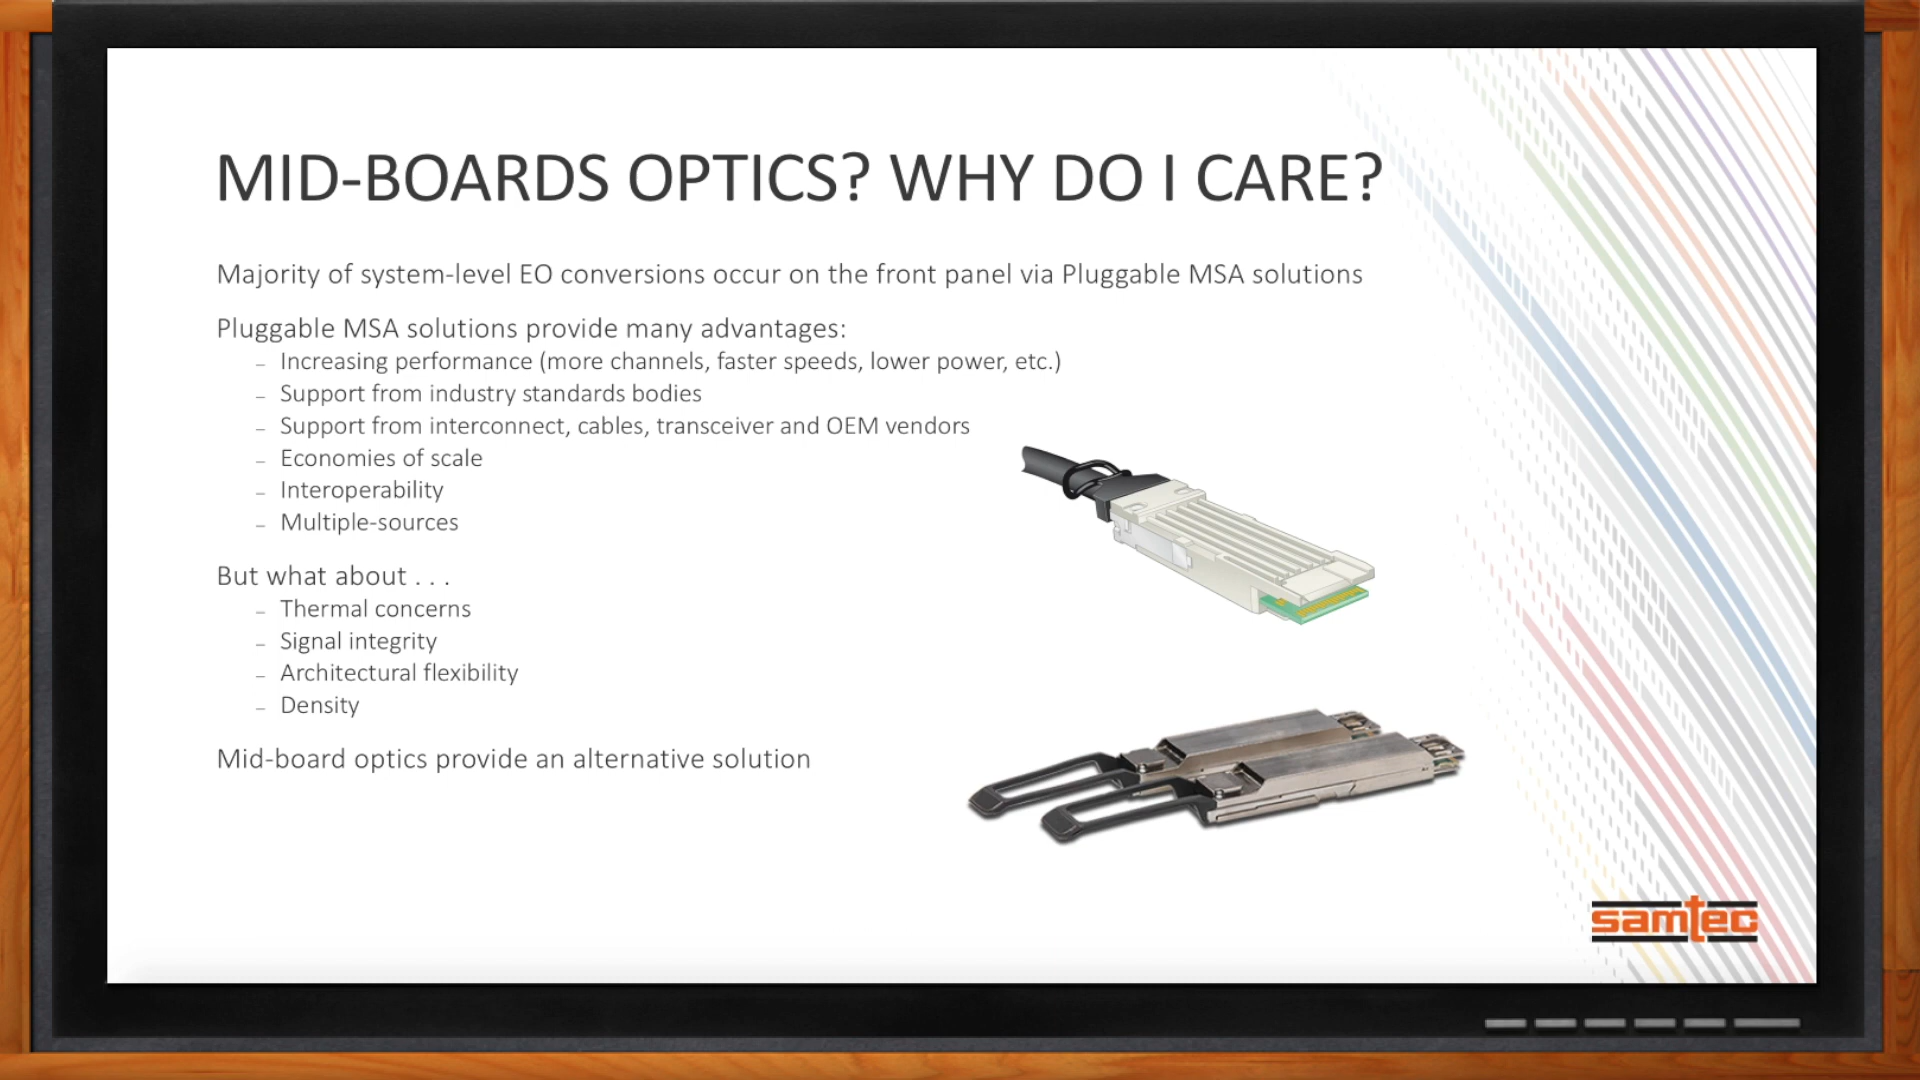 MID-BOARDS OPTICS? WHY DO I CARE?
Majority of system-level EO conversions occur on the front panel via Pluggable MSA solutions
Pluggable MSA solutions provide many advantages:
– Increasing performance (more channels, faster speeds, lower power, etc.)
– Support from industry standards bodies
– Support from interconnect, cables, transceiver and OEM vendors
– Economies of scale
– Interoperability
– Multiple-sources
But what about . . .
– Thermal concerns
– Signal integrity
– Architectural flexibility
– Density
Mid-board optics provide an alternative solution
samtec